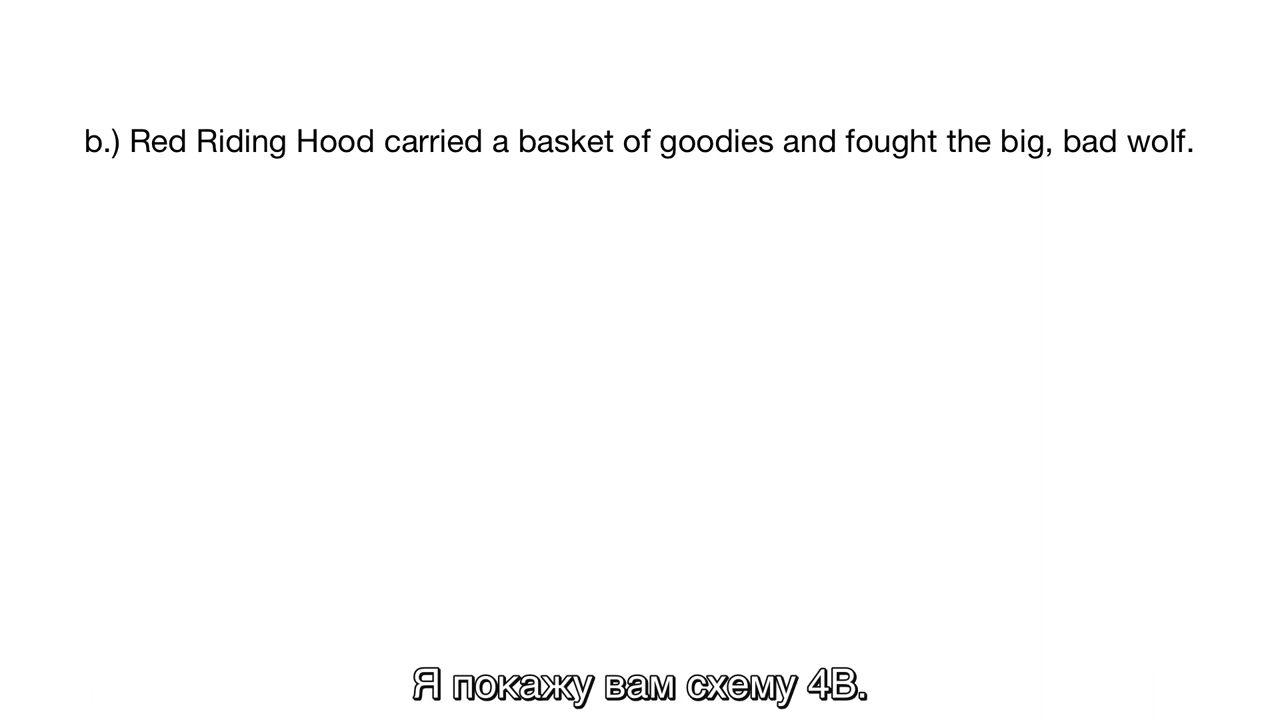 b.) Red Riding Hood carried a basket of goodies and fought the big, bad wolf.
Я покажу вам схему 4B.